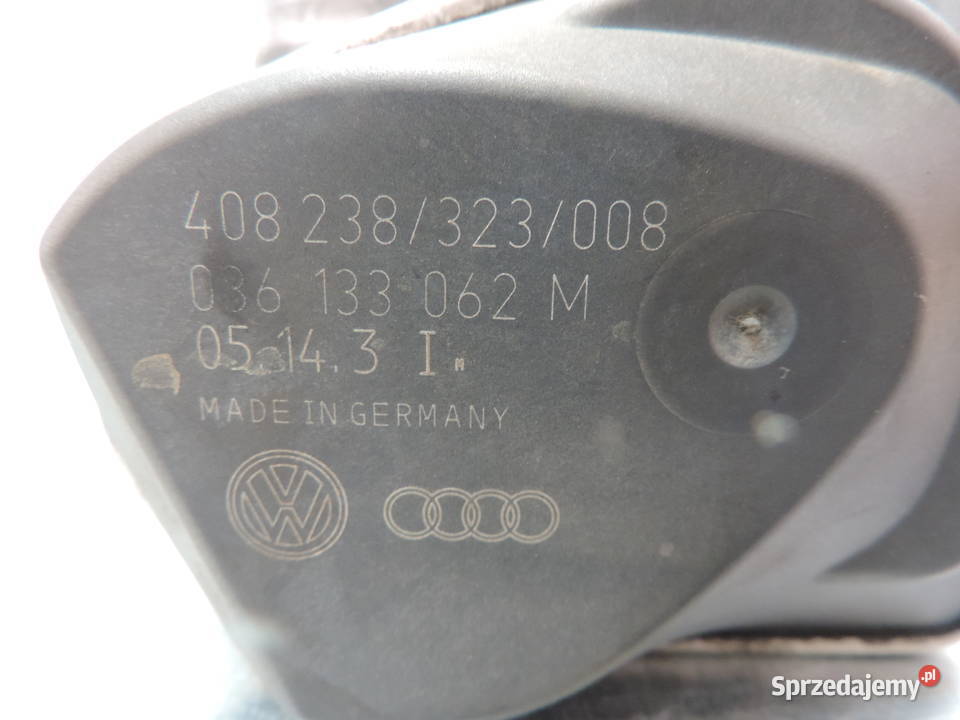 408 238/323/008
036 133 062 M
05.14.3 I M
MADE IN GERMANY
VW
Sprzedajemy.pl